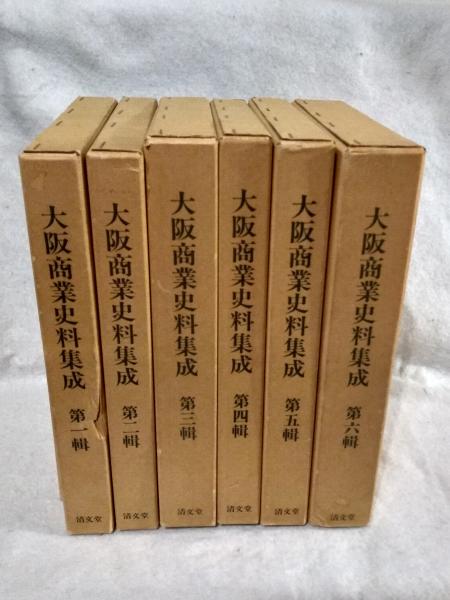 大阪商業史料集成 第一輯
清文堂
大阪商業史料集成 第二輯
清文堂
大阪商業史料集成 第三輯
清文堂
大阪商業史料集成 第四輯
清文堂
大阪商業史料集成 第五輯
清文堂
大阪商業史料集成 第六輯
清文堂